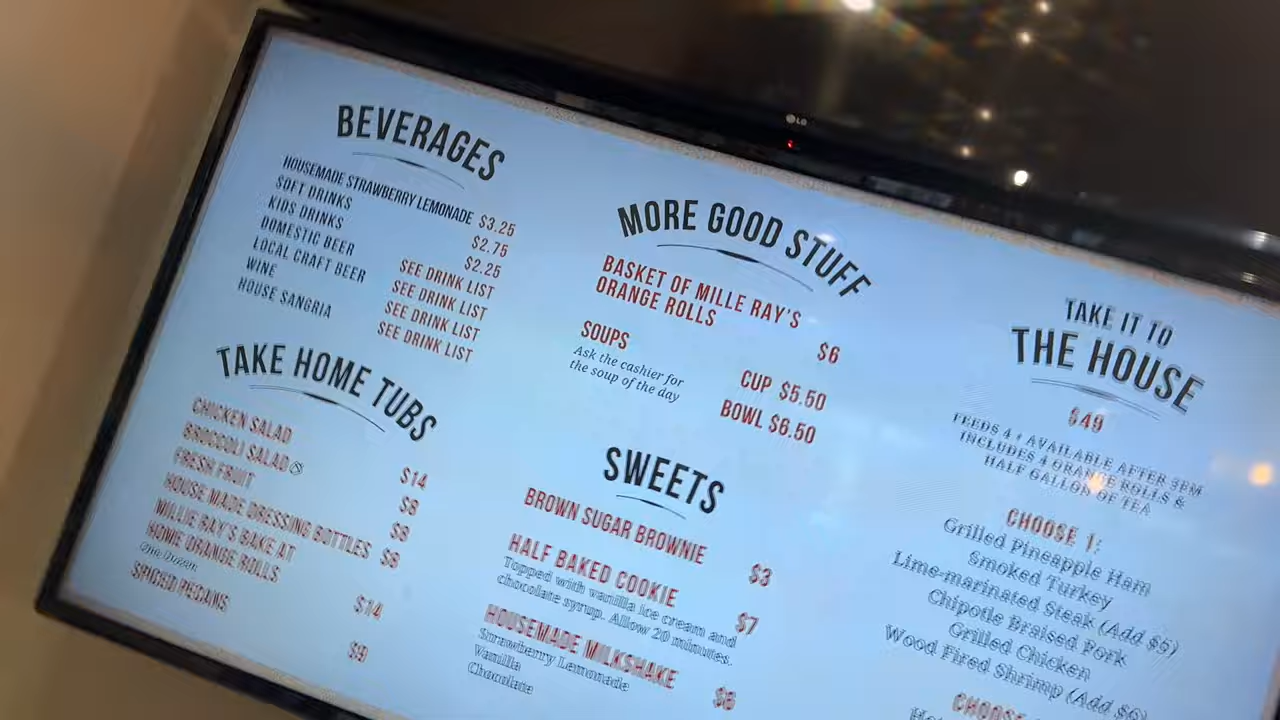 LG
BEVERAGES
HOUSEMADE STRAWBERRY LEMONADE $3.25
SOFT DRINKS $2.75
KIDS DRINKS $2.25
DOMESTIC BEER SEE DRINK LIST
LOCAL CRAFT BEER SEE DRINK LIST
WINE SEE DRINK LIST
HOUSE SANGRIA SEE DRINK LIST
TAKE HOME TUBS
CHICKEN SALAD $14
BROCCOLI SALAD $8
FRESH FRUIT $8
HOUSE MADE DRESSING BOTTLES $8
MILLIE RAY'S BAKE AT
HOME ORANGE ROLLS
One Dozen $14
SPICED PECANS $9
MORE GOOD STUFF
BASKET OF MILLE RAY'S
ORANGE ROLLS
$6
SOUPS
Ask the cashier for
the soup of the day
CUP $5.50
BOWL $6.50
SWEETS
BROWN SUGAR BROWNIE $3
HALF BAKED COOKIE $7
Topped with vanilla ice cream and
chocolate syrup. Allow 20 minutes.
HOUSEMADE MILKSHAKE $6
Strawberry Lemonade
Vanilla
Chocolate
TAKE IT TO
THE HOUSE
$49
FEEDS 4 • AVAILABLE AFTER 3PM
INCLUDES 4 ORANGE ROLLS &
HALF GALLON OF TEA
CHOOSE 1:
Grilled Pineapple Ham
Smoked Turkey
Lime-marinated Steak (Add $5)
Chipotle Braised Pork
Grilled Chicken
Wood Fired Shrimp (Add $6)
CHOOSE